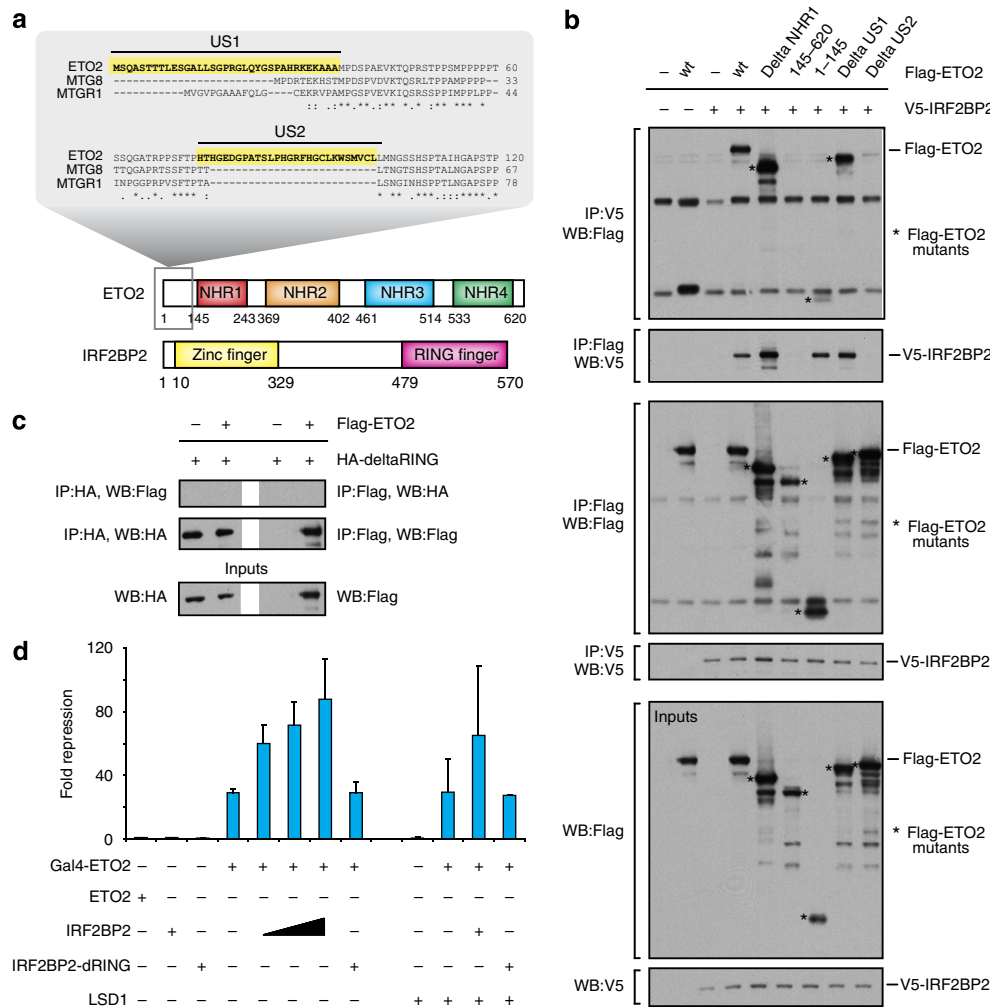 a
US1
ETO2 MSQASTTTLESGALLSGPRGLQYGSPAHRKEKAAAMPDSPAEVKTQPRSTPPSMPPPPPT 60
MTG8 ----------------MPDRTEKHSTMPDSPVDVKTQSRLTPPAMPPPPTT 33
MTGR1 ---MVGVPGAAAFQLG------CEKRVPAMPGSPVEVKIQSRSSPPIMPPLPP-- 44
US2
ETO2 SSQGATRPPSFTPHTHGEDGPATSLPHGRFHGCLKWSMVCLLMNGSSHSPTAIHGAPSTP 120
MTG8 TTQGAPRTSSFTPTT---------------------------LTNGTSHSPTALNGAPSPP 67
MTGR1 INPGGPRPVSFTPTA---------------------------LSNGINHSPPTLNGAPSPP 78
ETO2
NHR1 NHR2 NHR3 NHR4
1 145 243 369 402 461 514 533 620
IRF2BP2
Zinc finger RING finger
1 10 329 479 570
b
– wt – wt Delta NHR1 145–620 1–145 Delta US1 Delta US2 Flag-ETO2
– – + + + + + + + V5-IRF2BP2
IP:V5
WB:Flag
Flag-ETO2
* Flag-ETO2
mutants
IP:Flag
WB:V5
V5-IRF2BP2
IP:Flag
WB:Flag
Flag-ETO2
* Flag-ETO2
mutants
IP:V5
WB:V5
V5-IRF2BP2
Inputs
WB:Flag
Flag-ETO2
* Flag-ETO2
mutants
WB:V5
V5-IRF2BP2
c
– + – + Flag-ETO2
+ + + + HA-deltaRING
IP:HA, WB:Flag IP:Flag, WB:HA
IP:HA, WB:HA IP:Flag, WB:Flag
Inputs
WB:HA WB:Flag
d
Fold repression
120
80
40
0
Gal4-ETO2 – – – + + + + + – + + +
ETO2 + – – – – – – – – – – –
IRF2BP2 – + – – – – – + –
IRF2BP2-dRING – – + – – – – + – – – +
LSD1 – – – – – – – – + + + +